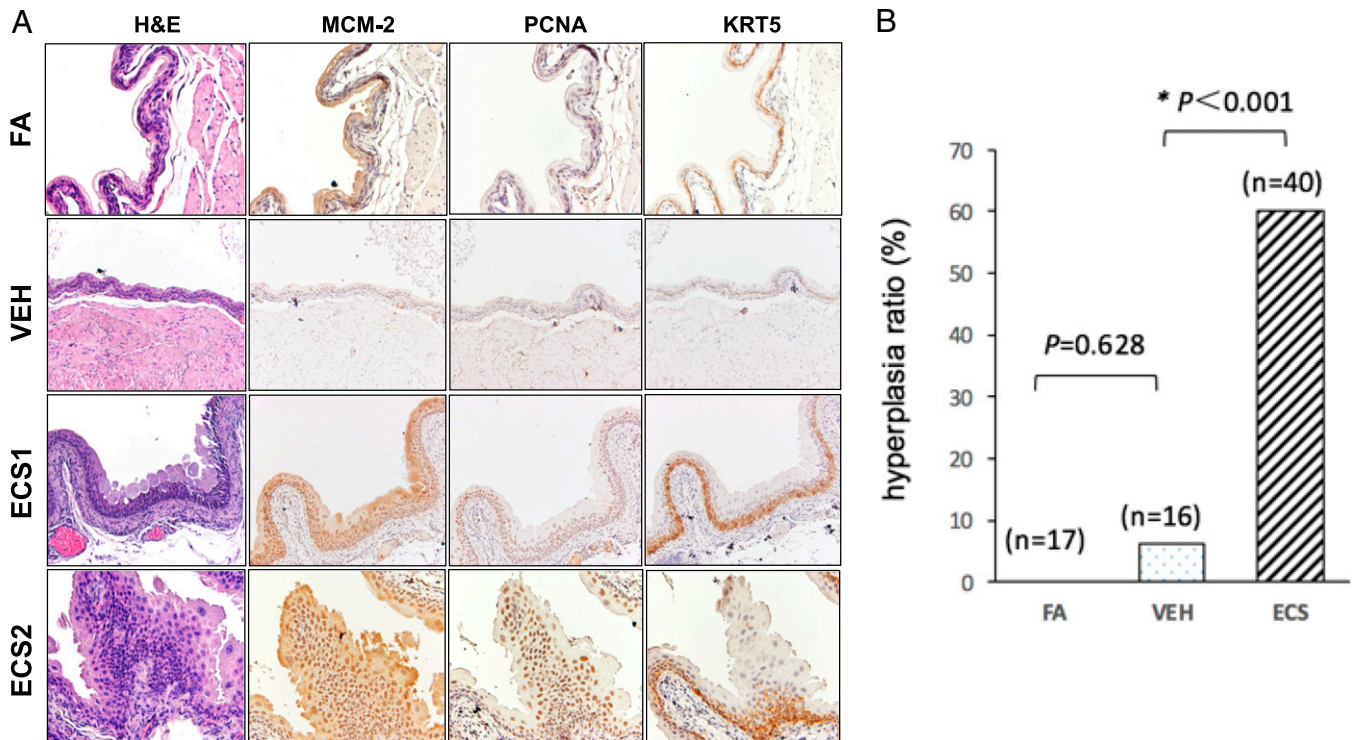 A
H&E MCM-2 PCNA KRT5
FA
VEH
ECS1
ECS2
B
* P<0.001
P=0.628
hyperplasia ratio (%)
70
60
50
40
30
20
10
0
(n=17)
(n=16)
(n=40)
FA VEH ECS